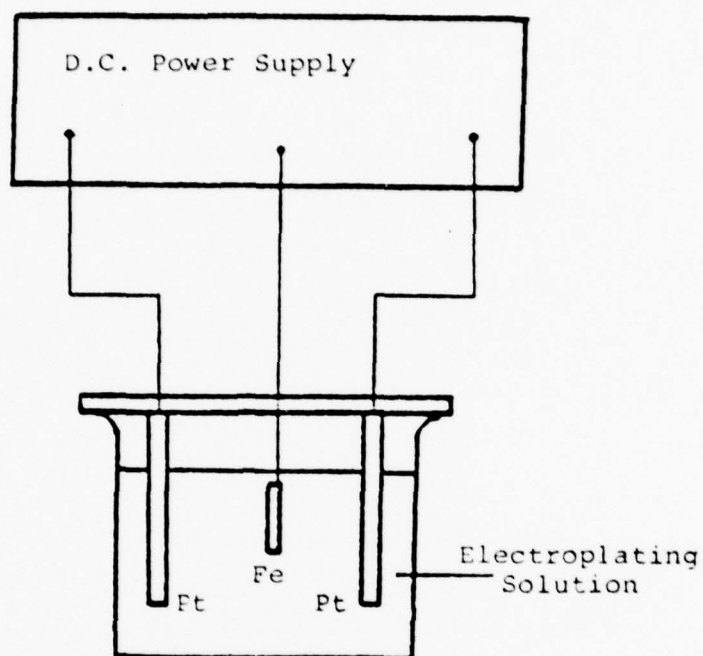 D.C. Power Supply
Fe
Pt
Pt
Electroplating
Solution